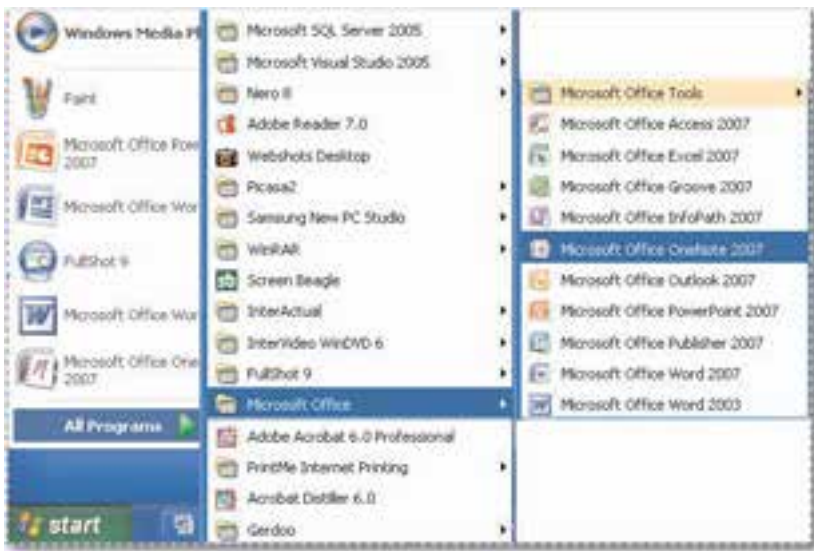 Windows Media Pl
Paint
Microsoft Office Pow
2007
Microsoft Office Wor
FullShot 9
Microsoft Office Wor
Microsoft Office One
2007
All Programs
start
Microsoft SQL Server 2005
Microsoft Visual Studio 2005
Nero 8
Adobe Reader 7.0
Webshots Desktop
Picasa2
Samsung New PC Studio
WinRAR
Screen Beagle
InterActual
InterVideo WinDVD 6
FullShot 9
Microsoft Office
Adobe Acrobat 6.0 Professional
PrintMe Internet Printing
Acrobat Distiller 6.0
Gerdoo
Microsoft Office Tools
Microsoft Office Access 2007
Microsoft Office Excel 2007
Microsoft Office Groove 2007
Microsoft Office InfoPath 2007
Microsoft Office OneNote 2007
Microsoft Office Outlook 2007
Microsoft Office PowerPoint 2007
Microsoft Office Publisher 2007
Microsoft Office Word 2007
Microsoft Office Word 2003